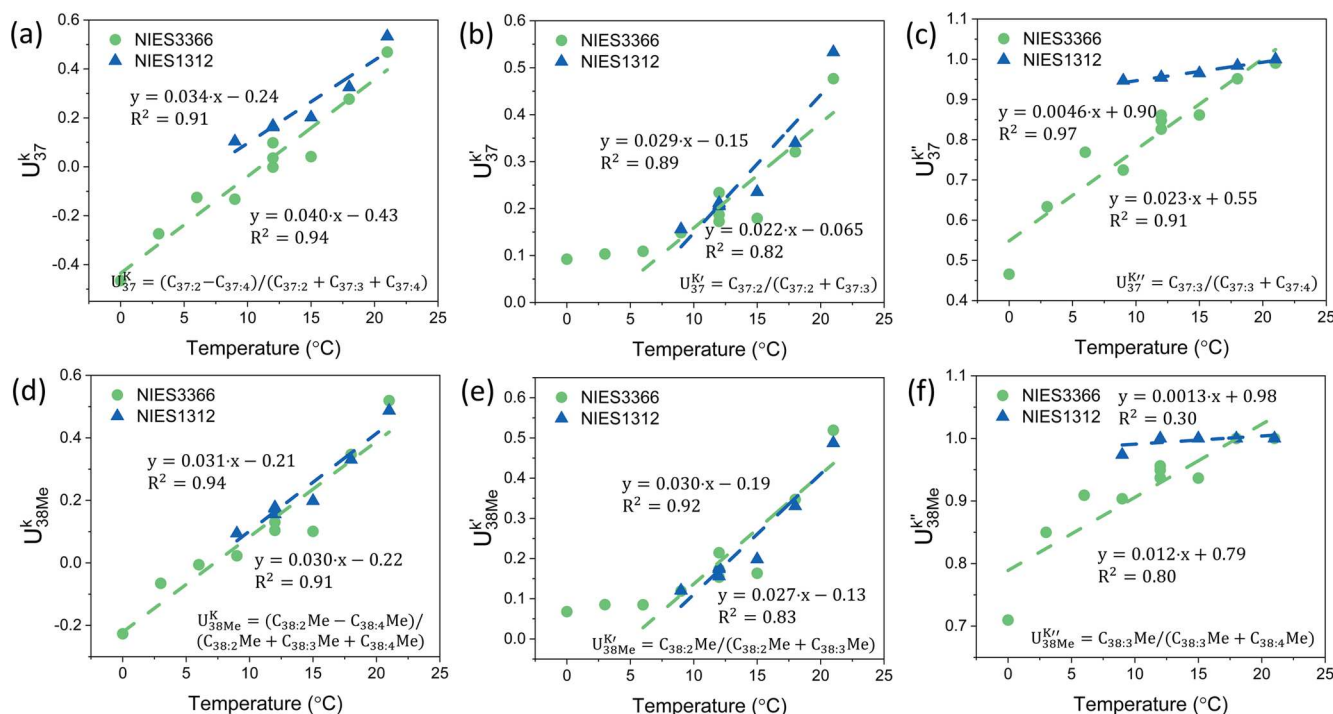 (a)
NIES3366
NIES1312
y = 0.034·x − 0.24
R² = 0.91
y = 0.040·x − 0.43
R² = 0.94
U₃₇ᴷ = (C₃₇:₂−C₃₇:₄)/(C₃₇:₂ + C₃₇:₃ + C₃₇:₄)
U₃₇ᵏ
0.6
0.4
0.2
0.0
-0.2
-0.4
0 5 10 15 20 25
Temperature (°C)
(b)
NIES3366
NIES1312
y = 0.029·x − 0.15
R² = 0.89
y = 0.022·x − 0.065
R² = 0.82
U₃₇ᴷ′ = C₃₇:₂/(C₃₇:₂ + C₃₇:₃)
U₃₇ᵏ'
0.6
0.5
0.4
0.3
0.2
0.1
0.0
0 5 10 15 20 25
Temperature (°C)
(c)
NIES3366
NIES1312
y = 0.0046·x + 0.90
R² = 0.97
y = 0.023·x + 0.55
R² = 0.91
U₃₇ᴷ′′ = C₃₇:₃/(C₃₇:₃ + C₃₇:₄)
U₃₇ᵏ"
1.1
1.0
0.9
0.8
0.7
0.6
0.5
0.4
0 5 10 15 20 25
Temperature (°C)
(d)
NIES3366
NIES1312
y = 0.031·x − 0.21
R² = 0.94
y = 0.030·x − 0.22
R² = 0.91
U₃₈Meᴷ = (C₃₈:₂Me − C₃₈:₄Me)/
(C₃₈:₂Me + C₃₈:₃Me + C₃₈:₄Me)
U₃₈Meᵏ
0.6
0.4
0.2
0.0
-0.2
0 5 10 15 20 25
Temperature (°C)
(e)
NIES3366
NIES1312
y = 0.030·x − 0.19
R² = 0.92
y = 0.027·x − 0.13
R² = 0.83
U₃₈Meᴷ′ = C₃₈:₂Me/(C₃₈:₂Me + C₃₈:₃Me)
U₃₈Meᵏ'
0.6
0.5
0.4
0.3
0.2
0.1
0.0
0 5 10 15 20 25
Temperature (°C)
(f)
NIES3366
NIES1312
y = 0.0013·x + 0.98
R² = 0.30
y = 0.012·x + 0.79
R² = 0.80
U₃₈Meᴷ′′ = C₃₈:₃Me/(C₃₈:₃Me + C₃₈:₄Me)
U₃₈Meᵏ"
1.1
1.0
0.9
0.8
0.7
0 5 10 15 20 25
Temperature (°C)